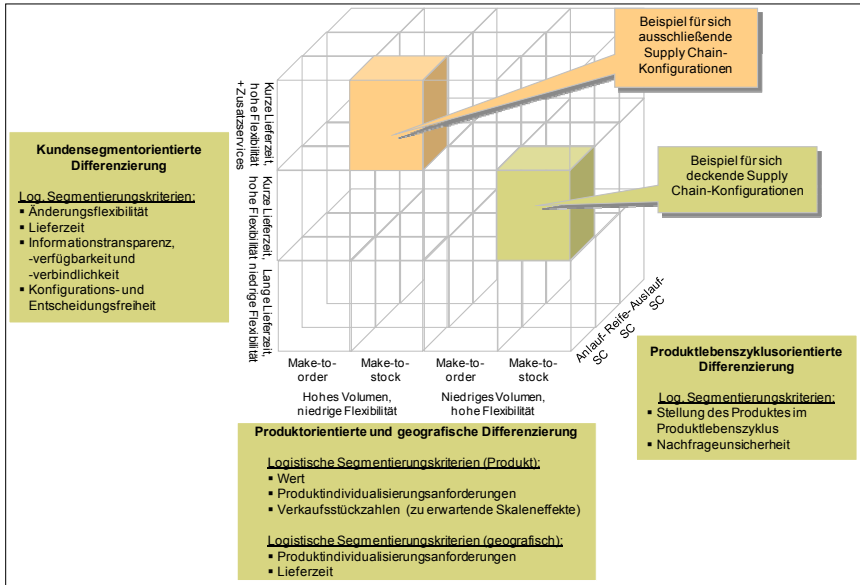 Beispiel für sich
ausschließende
Supply Chain-
Konfigurationen
Beispiel für sich
deckende Supply
Chain-Konfigurationen
Kundensegmentorientierte
Differenzierung
Log. Segmentierungskriterien:
▪ Änderungsflexibilität
▪ Lieferzeit
▪ Informationstransparenz,
-verfügbarkeit und
-verbindlichkeit
▪ Konfigurations- und
Entscheidungsfreiheit
Kurze Lieferzeit,
hohe Flexibilität
+ Zusatzservices
Kurze Lieferzeit,
hohe Flexibilität
Lange Lieferzeit,
niedrige Flexibilität
Make-to-
order
Make-to-
stock
Make-to-
order
Make-to-
stock
Hohes Volumen,
niedrige Flexibilität
Niedriges Volumen,
hohe Flexibilität
Anlauf-
SC
Reife-
SC
Auslauf-
SC
Produktlebenszyklusorientierte
Differenzierung
Log. Segmentierungskriterien:
▪ Stellung des Produktes im
Produktlebenszyklus
▪ Nachfrageunsicherheit
Produktorientierte und geografische Differenzierung
Logistische Segmentierungskriterien (Produkt):
▪ Wert
▪ Produktindividualisierungsanforderungen
▪ Verkaufsstückzahlen (zu erwartende Skaleneffekte)
Logistische Segmentierungskriterien (geografisch):
▪ Produktindividualisierungsanforderungen
▪ Lieferzeit